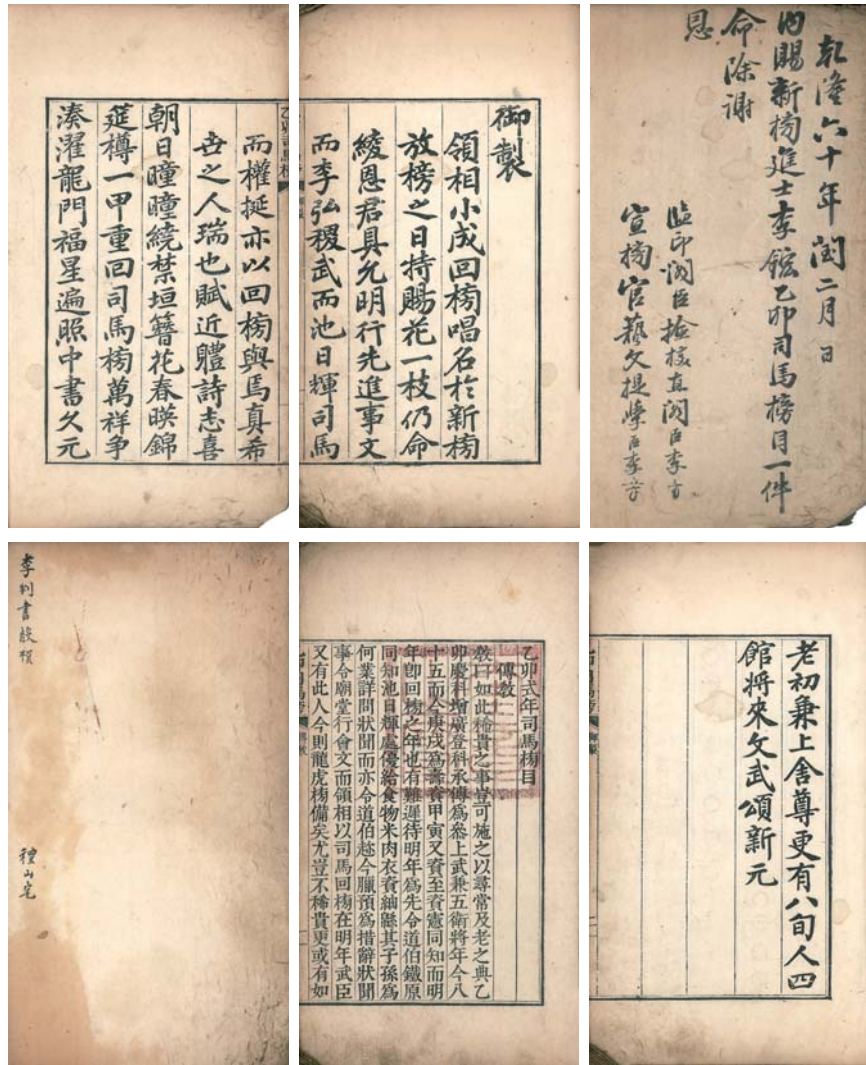 乾隆六十年閏二月 日
內賜新榜進士李鋐乙卯司馬榜目一件
命除謝
恩
監印閣臣檢校直閣臣李
宣榜官藝文提學臣李
御製
領相小成回榜唱名於新榜
放榜之日特賜花一枝仍命
綾恩君具允明行先進事文
而李弘稷武而池日輝司馬
而權挻亦以回榜與焉真希
世之人瑞也賦近體詩志喜
朝日曈曈繞禁垣簪花春暎錦
筵樽一甲重回司馬榜萬祥爭
湊濯龍門福星遍照中書久元
老初兼上舍尊更有八旬人四
館將來文武頌新元
乙卯式年司馬榜目
傳教
教曰如此稀貴之事豈可施之以尋常及老之典乙
卯慶科增廣登科承傳爲叅上武兼五衛將年今八
十五而今庚戌爲壽資甲寅又資至資憲同知而明
年卽回榜之年也有難遲待明年爲先令道伯鐵原
同知池日輝處優給食物米肉衣資紬緜其子孫爲
何業詳問狀聞而亦令道伯趂今臘預爲措辭狀聞
事令廟堂行會文而領相以司馬回榜在明年武臣
又有此人今則龍虎榜備矣尤豈不稀貴更或有如
李判書
禮山宅